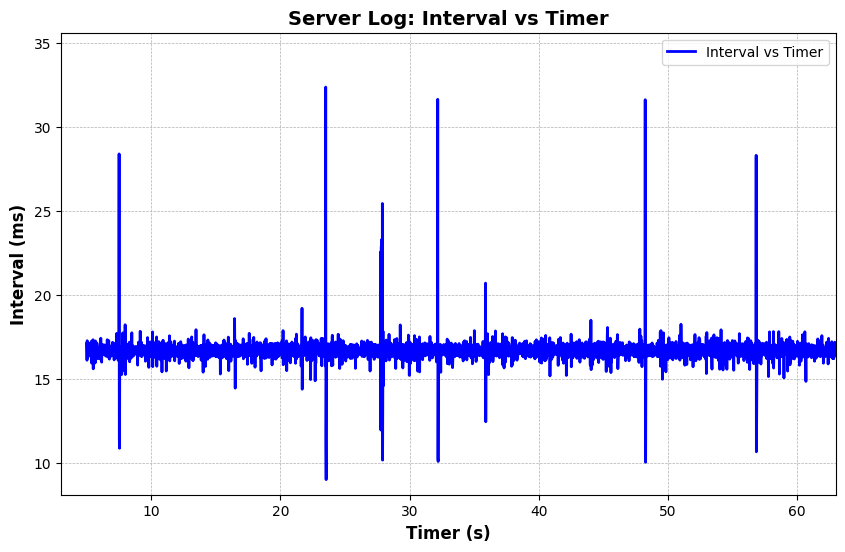 Server Log: Interval vs Timer
Interval vs Timer
Interval (ms)
35
30
25
20
15
10
10 20 30 40 50 60
Timer (s)